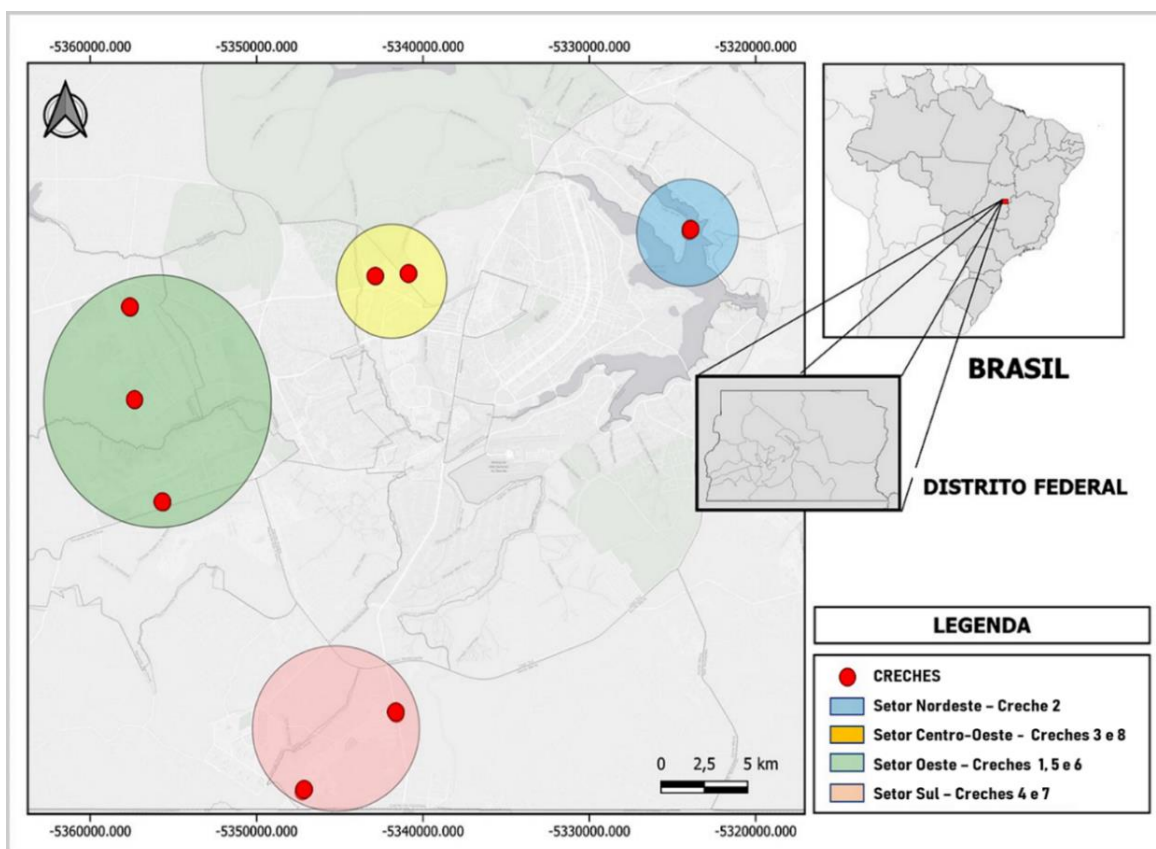 -5360000.000 -5350000.000 -5340000.000 -5330000.000 -5320000.000
BRASIL
DISTRITO FEDERAL
LEGENDA
CRECHES
Setor Nordeste – Creche 2
Setor Centro-Oeste - Creches 3 e 8
Setor Oeste – Creches 1, 5 e 6
Setor Sul – Creches 4 e 7
0 2,5 5 km
-5360000.000 -5350000.000 -5340000.000 -5330000.000 -5320000.000